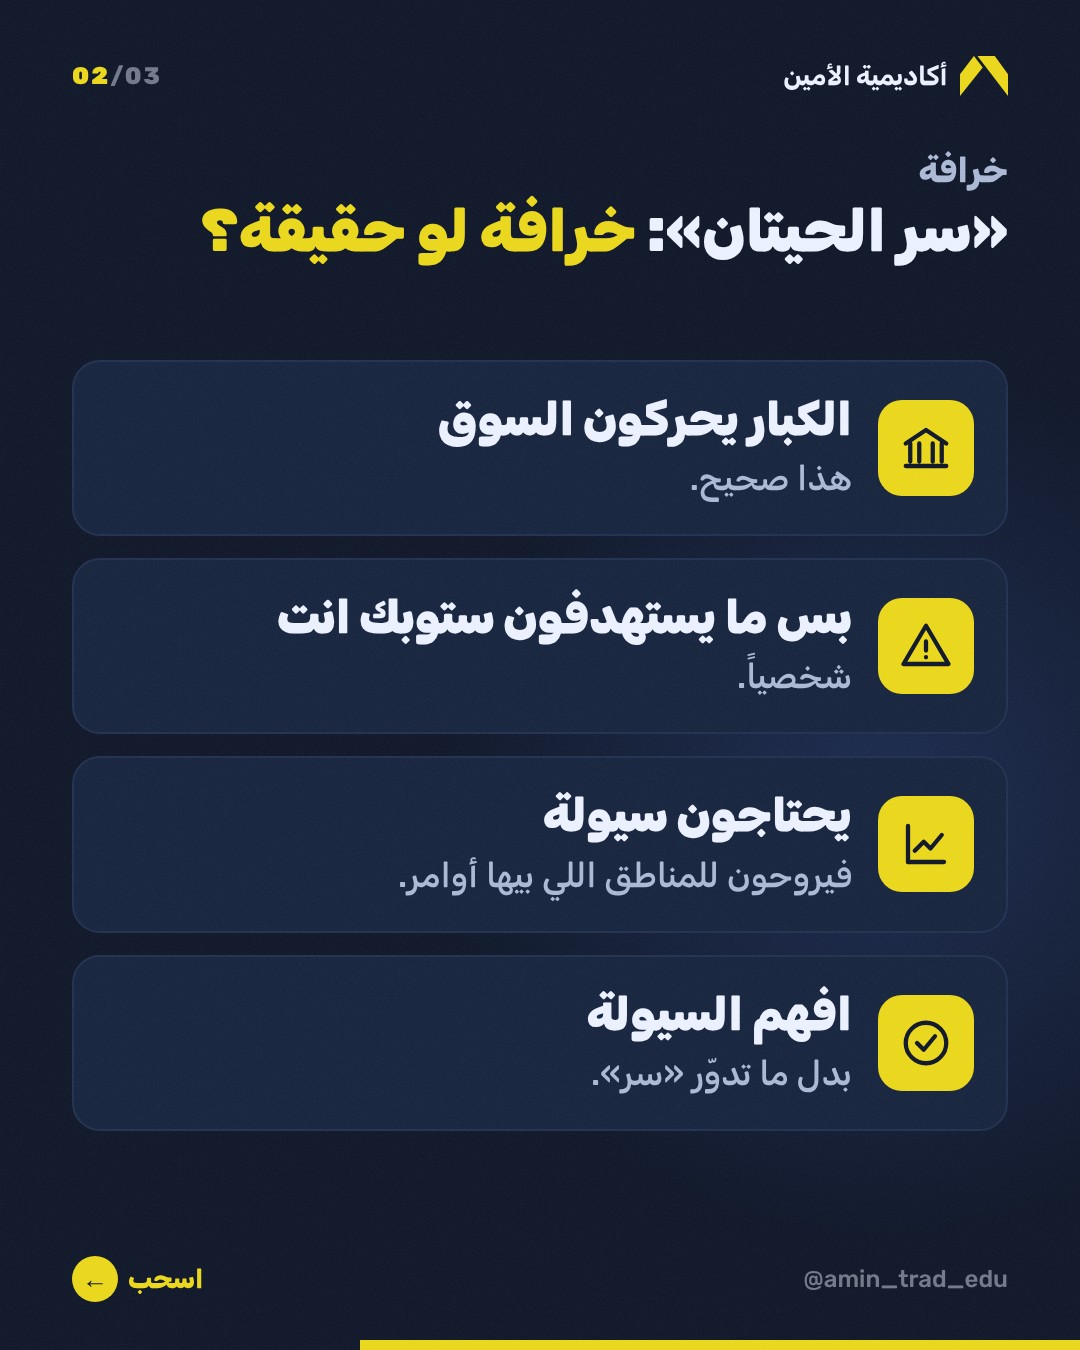 أكاديمية الأمين
02/03
خرافة
«سر الحيتان»: خرافة لو حقيقة؟
الكبار يحركون السوق
هذا صحيح.
بس ما يستهدفون ستوبك انت
شخصياً.
يحتاجون سيولة
فيروحون للمناطق اللي بيها أوامر.
افهم السيولة
بدل ما تدوّر «سر».
@amin_trad_edu
اسحب ←